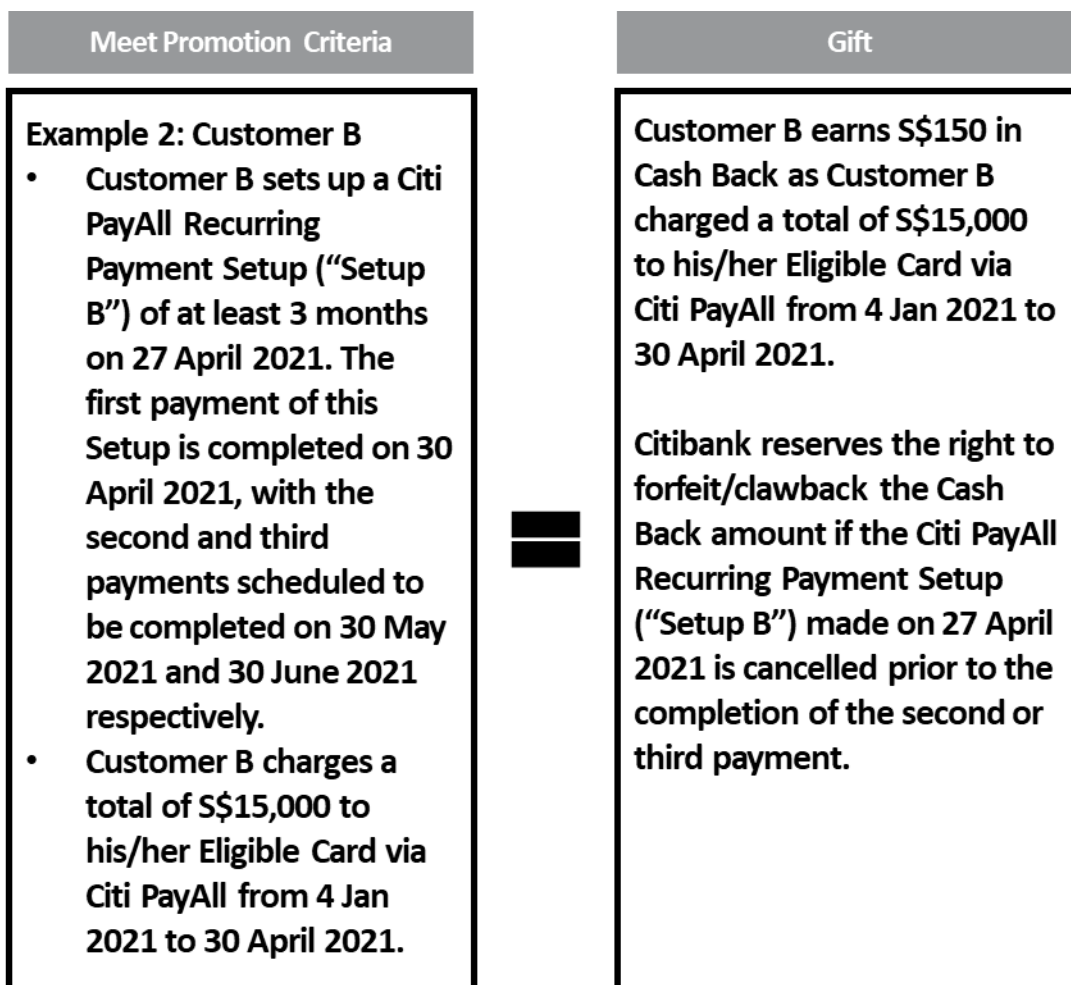 Meet Promotion Criteria
Example 2: Customer B
• Customer B sets up a Citi
PayAll Recurring
Payment Setup (“Setup
B”) of at least 3 months
on 27 April 2021. The
first payment of this
Setup is completed on 30
April 2021, with the
second and third
payments scheduled to
be completed on 30 May
2021 and 30 June 2021
respectively.
• Customer B charges a
total of S$15,000 to
his/her Eligible Card via
Citi PayAll from 4 Jan
2021 to 30 April 2021.
=
Gift
Customer B earns S$150 in
Cash Back as Customer B
charged a total of S$15,000
to his/her Eligible Card via
Citi PayAll from 4 Jan 2021 to
30 April 2021.
Citibank reserves the right to
forfeit/clawback the Cash
Back amount if the Citi PayAll
Recurring Payment Setup
(“Setup B”) made on 27 April
2021 is cancelled prior to the
completion of the second or
third payment.